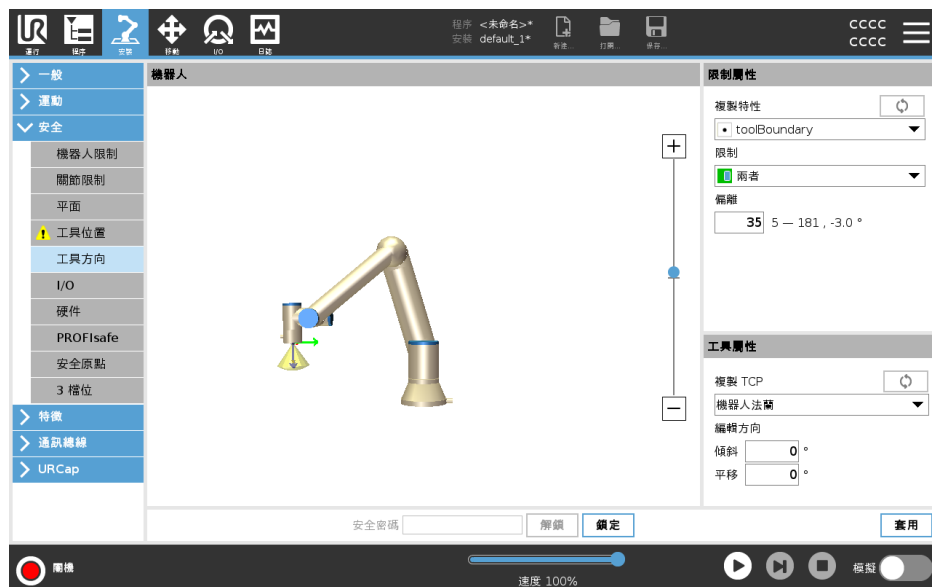 程序 <未命名>*
安裝 default_1*
CCCC
CCCC
運行
程序
安裝
移動
I/O
日誌
新建...
打開...
保存...
一般
運動
安全
機器人限制
關節限制
平面
工具位置
工具方向
I/O
硬件
PROFIsafe
安全原點
3 檔位
特徵
通訊總線
URCap
機器人
限制屬性
複製特性
toolBoundary
限制
兩者
偏離
35 5 — 181 , -3.0 °
工具屬性
複製 TCP
機器人法蘭
編輯方向
傾斜 0 °
平移 0 °
安全密碼
解鎖
鎖定
套用
關機
速度 100%
模擬